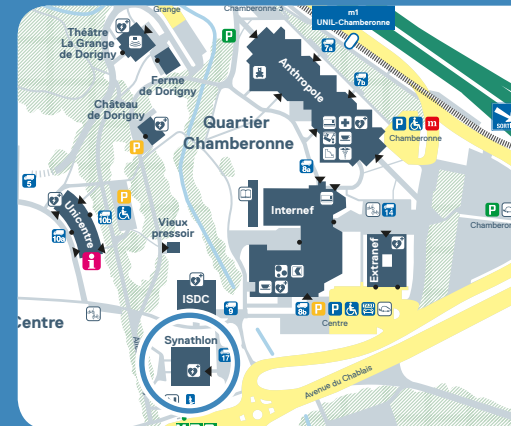 Grange
Chamberonne 3
m1
UNIL-Chamberonne
Théâtre
La Grange
de Dorigny
P
7a
SORTIE
Ferme
de Dorigny
Anthropole
7b
Château
de Dorigny
Quartier
Chamberonne
P
P m
Chamberonne
5
8a
P
Unicentre
10b
10a
i
Vieux
pressoir
Internef
14
P
Chamberon
Extranef
ISDC
9
8b P P
Centre
Centre
Synathlon
17
Avenue du Chablais